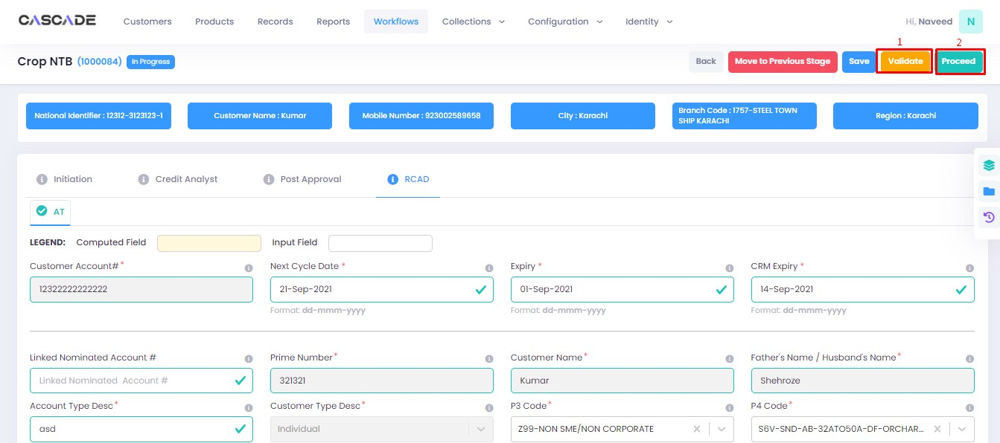 CASCADE Customers Products Records Reports Workflows Collections Configuration Identity Hi, Naveed N
1 2
Crop NTB (1000084) In Progress Back Move to Previous Stage Save Validate Proceed
National Identifier : 12312-3123123-1 Customer Name : Kumar Mobile Number : 923002589658 City : Karachi Branch Code : 1757-STEEL TOWN SHIP KARACHI Region : Karachi
Initiation Credit Analyst Post Approval RCAD
AT
LEGEND: Computed Field Input Field
Customer Account#* Next Cycle Date * Expiry * CRM Expiry *
12322222222222 21-Sep-2021 01-Sep-2021 14-Sep-2021
Format: dd-mmm-yyyy Format: dd-mmm-yyyy Format: dd-mmm-yyyy
Linked Nominated Account # Prime Number* Customer Name* Father's Name / Husband's Name*
Linked Nominated Account # 321321 Kumar Shehroze
Account Type Desc* Customer Type Desc* P3 Code* P4 Code*
asd Individual Z99-NON SME/NON CORPORATE S6V-SND-AB-32ATO50A-DF-ORCHAR...